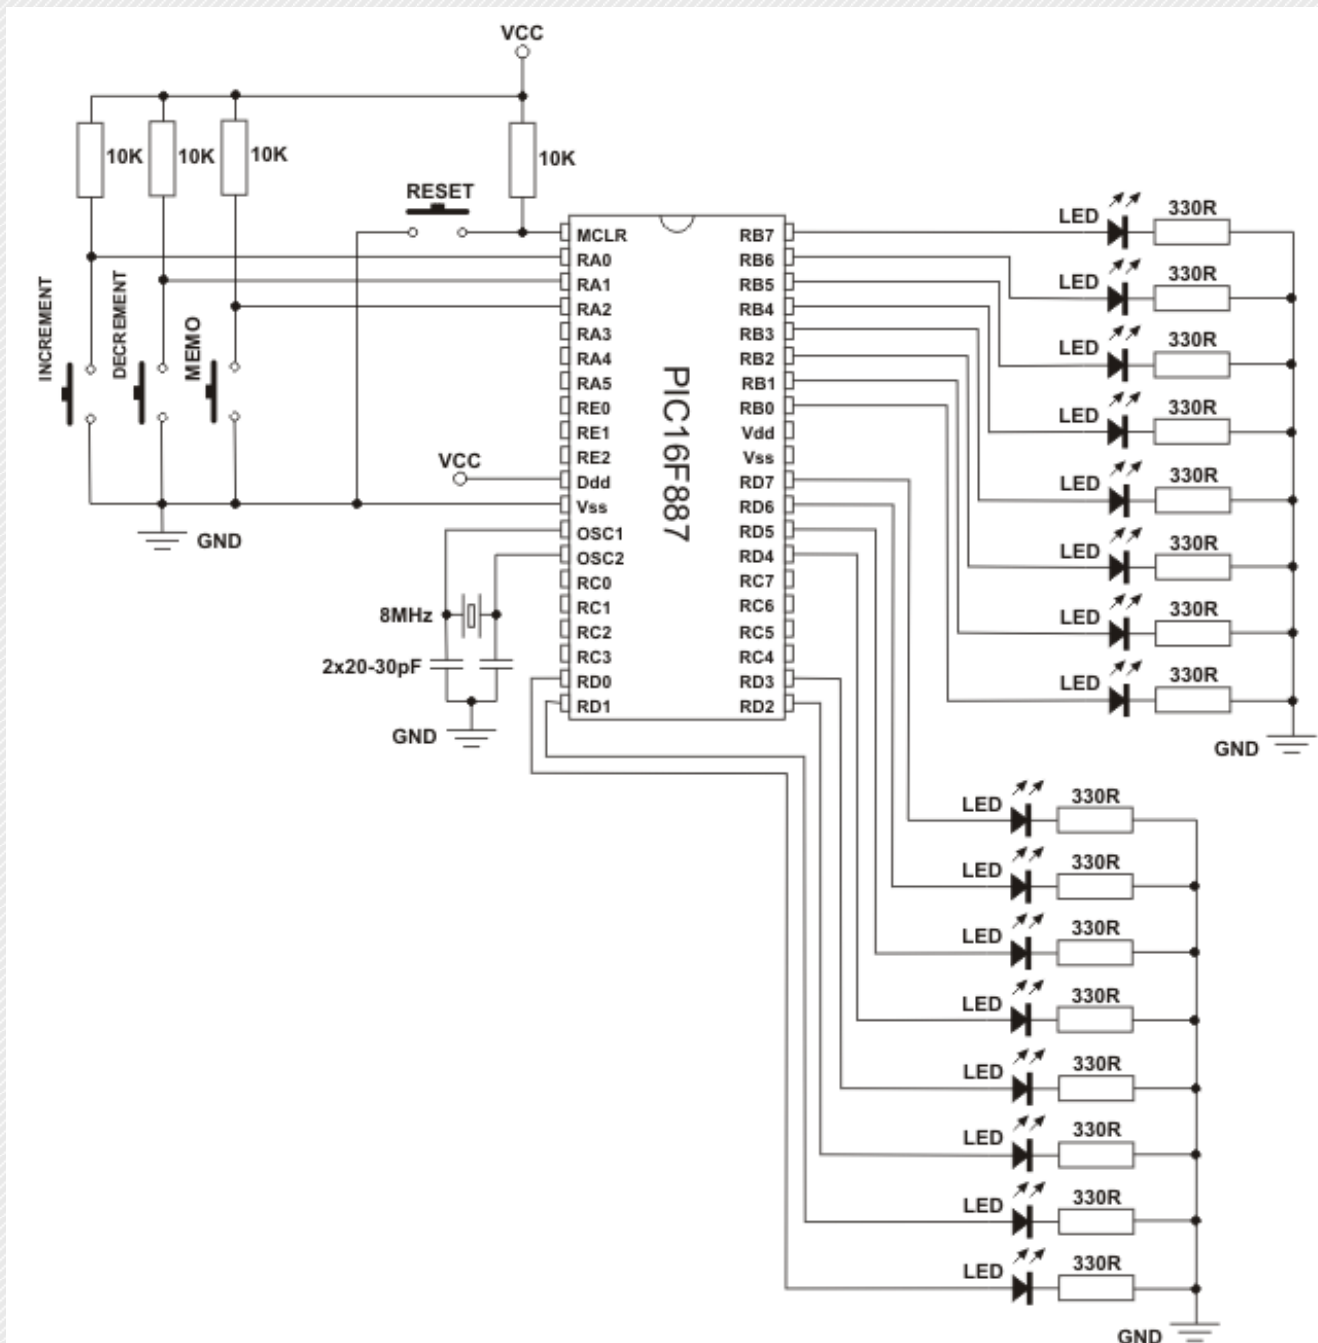 VCC
10K
10K
10K
10K
RESET
INCREMENT
DECREMENT
MEMO
VCC
GND
8MHz
2x20-30pF
GND
PIC16F887
MCLR
RA0
RA1
RA2
RA3
RA4
RA5
RE0
RE1
RE2
Ddd
Vss
OSC1
OSC2
RC0
RC1
RC2
RC3
RD0
RD1
RB7
RB6
RB5
RB4
RB3
RB2
RB1
RB0
Vdd
Vss
RD7
RD6
RD5
RD4
RC7
RC6
RC5
RC4
RD3
RD2
LED 330R
LED 330R
LED 330R
LED 330R
LED 330R
LED 330R
LED 330R
LED 330R
GND
LED 330R
LED 330R
LED 330R
LED 330R
LED 330R
LED 330R
LED 330R
LED 330R
GND